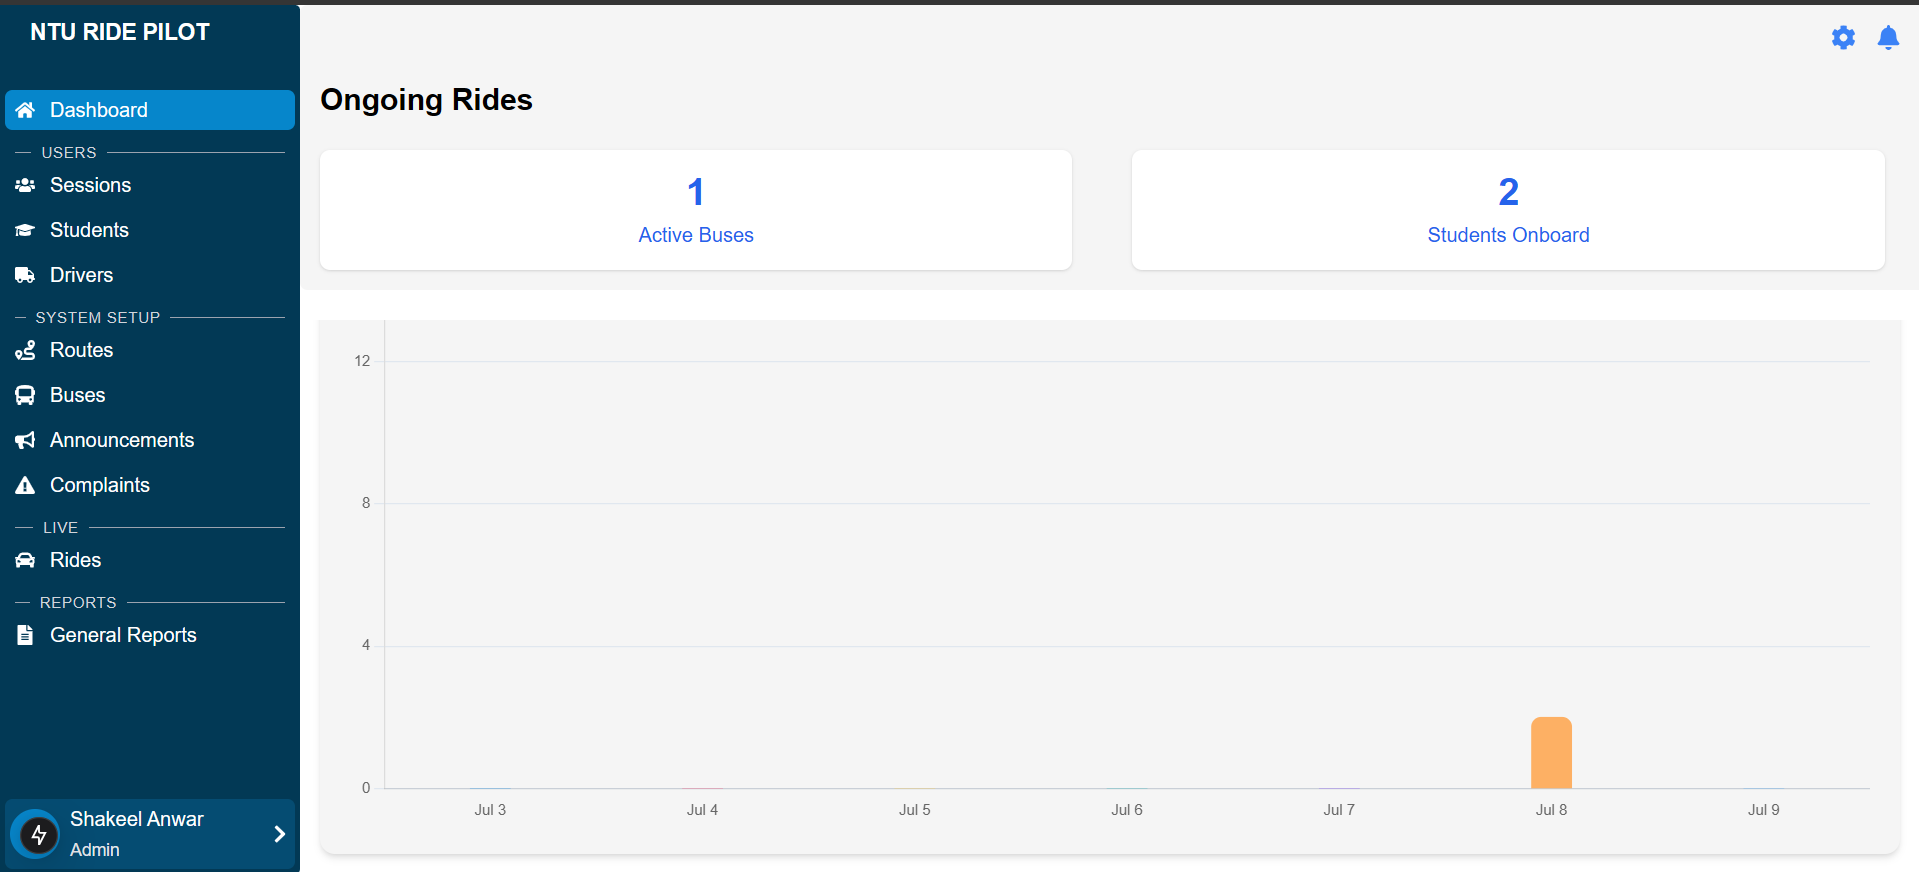 NTU RIDE PILOT
Dashboard
USERS
Sessions
Students
Drivers
SYSTEM SETUP
Routes
Buses
Announcements
Complaints
LIVE
Rides
REPORTS
General Reports
Shakeel Anwar
Admin
Ongoing Rides
1
Active Buses
2
Students Onboard
12
8
4
0
Jul 3 Jul 4 Jul 5 Jul 6 Jul 7 Jul 8 Jul 9